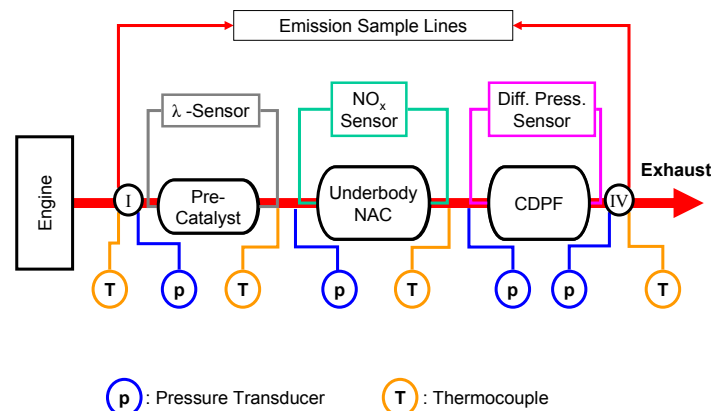 Emission Sample Lines
λ -Sensor
NOx
Sensor
Diff. Press.
Sensor
Exhaust
Engine
I
Pre-
Catalyst
Underbody
NAC
CDPF
IV
T
p
T
p
T
p
p
T
p : Pressure Transducer
T : Thermocouple